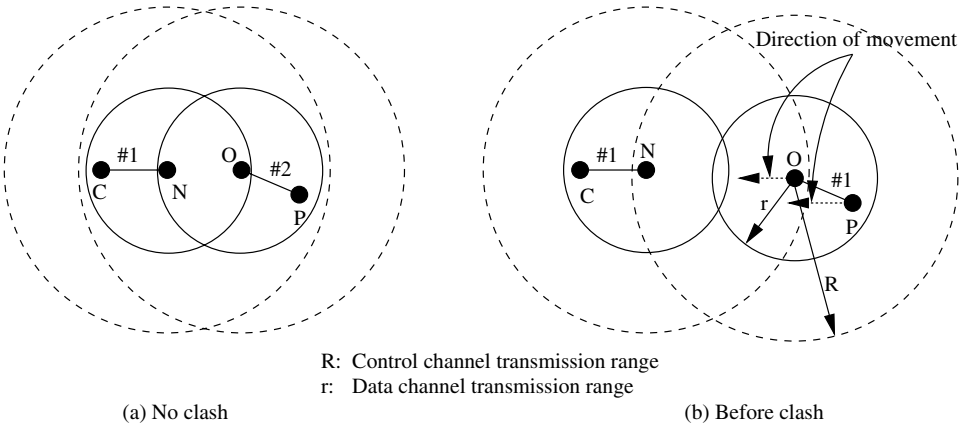 Direction of movement
#1
C
N
O
#2
P
#1
N
C
O
#1
r
P
R
R: Control channel transmission range
r: Data channel transmission range
(a) No clash
(b) Before clash